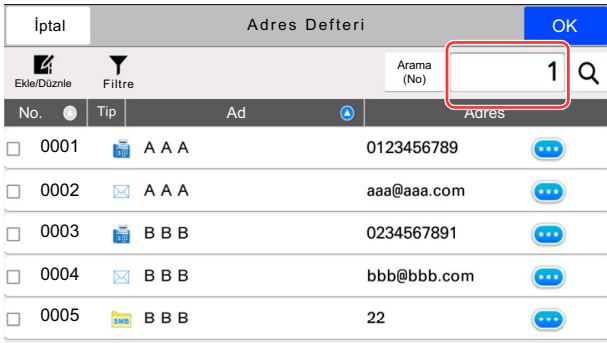 İptal Adres Defteri OK
Ekle/Düznle Filtre Arama (No) 1
No. Tip Ad Adres
0001 A A A 0123456789
0002 A A A aaa@aaa.com
0003 B B B 0234567891
0004 B B B bbb@bbb.com
0005 SMB B B B 22